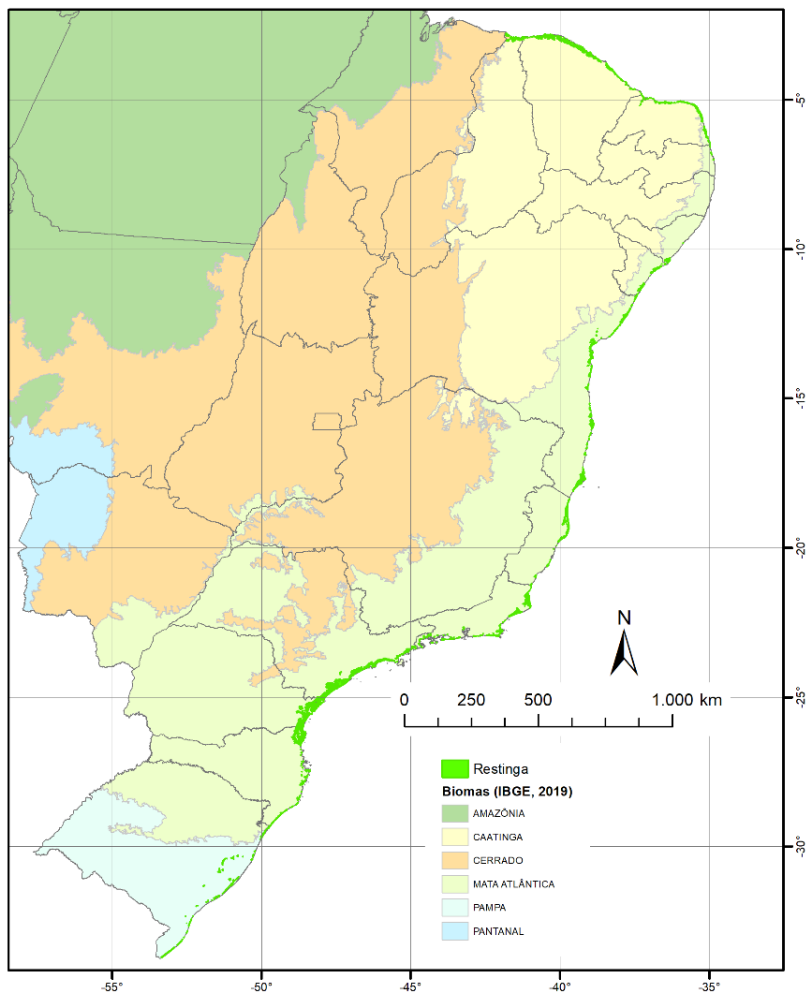 -5°
-10°
-15°
-20°
N
0 250 500 1.000 km
-25°
Restinga
Biomas (IBGE, 2019)
AMAZÔNIA
CAATINGA
-30°
CERRADO
MATA ATLÂNTICA
PAMPA
PANTANAL
-55° -50° -45° -40° -35°